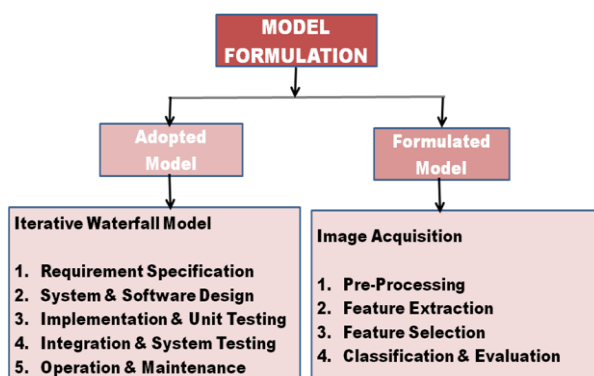 MODEL
FORMULATION
Adopted
Model
Formulated
Model
Iterative Waterfall Model
1. Requirement Specification
2. System & Software Design
3. Implementation & Unit Testing
4. Integration & System Testing
5. Operation & Maintenance
Image Acquisition
1. Pre-Processing
2. Feature Extraction
3. Feature Selection
4. Classification & Evaluation